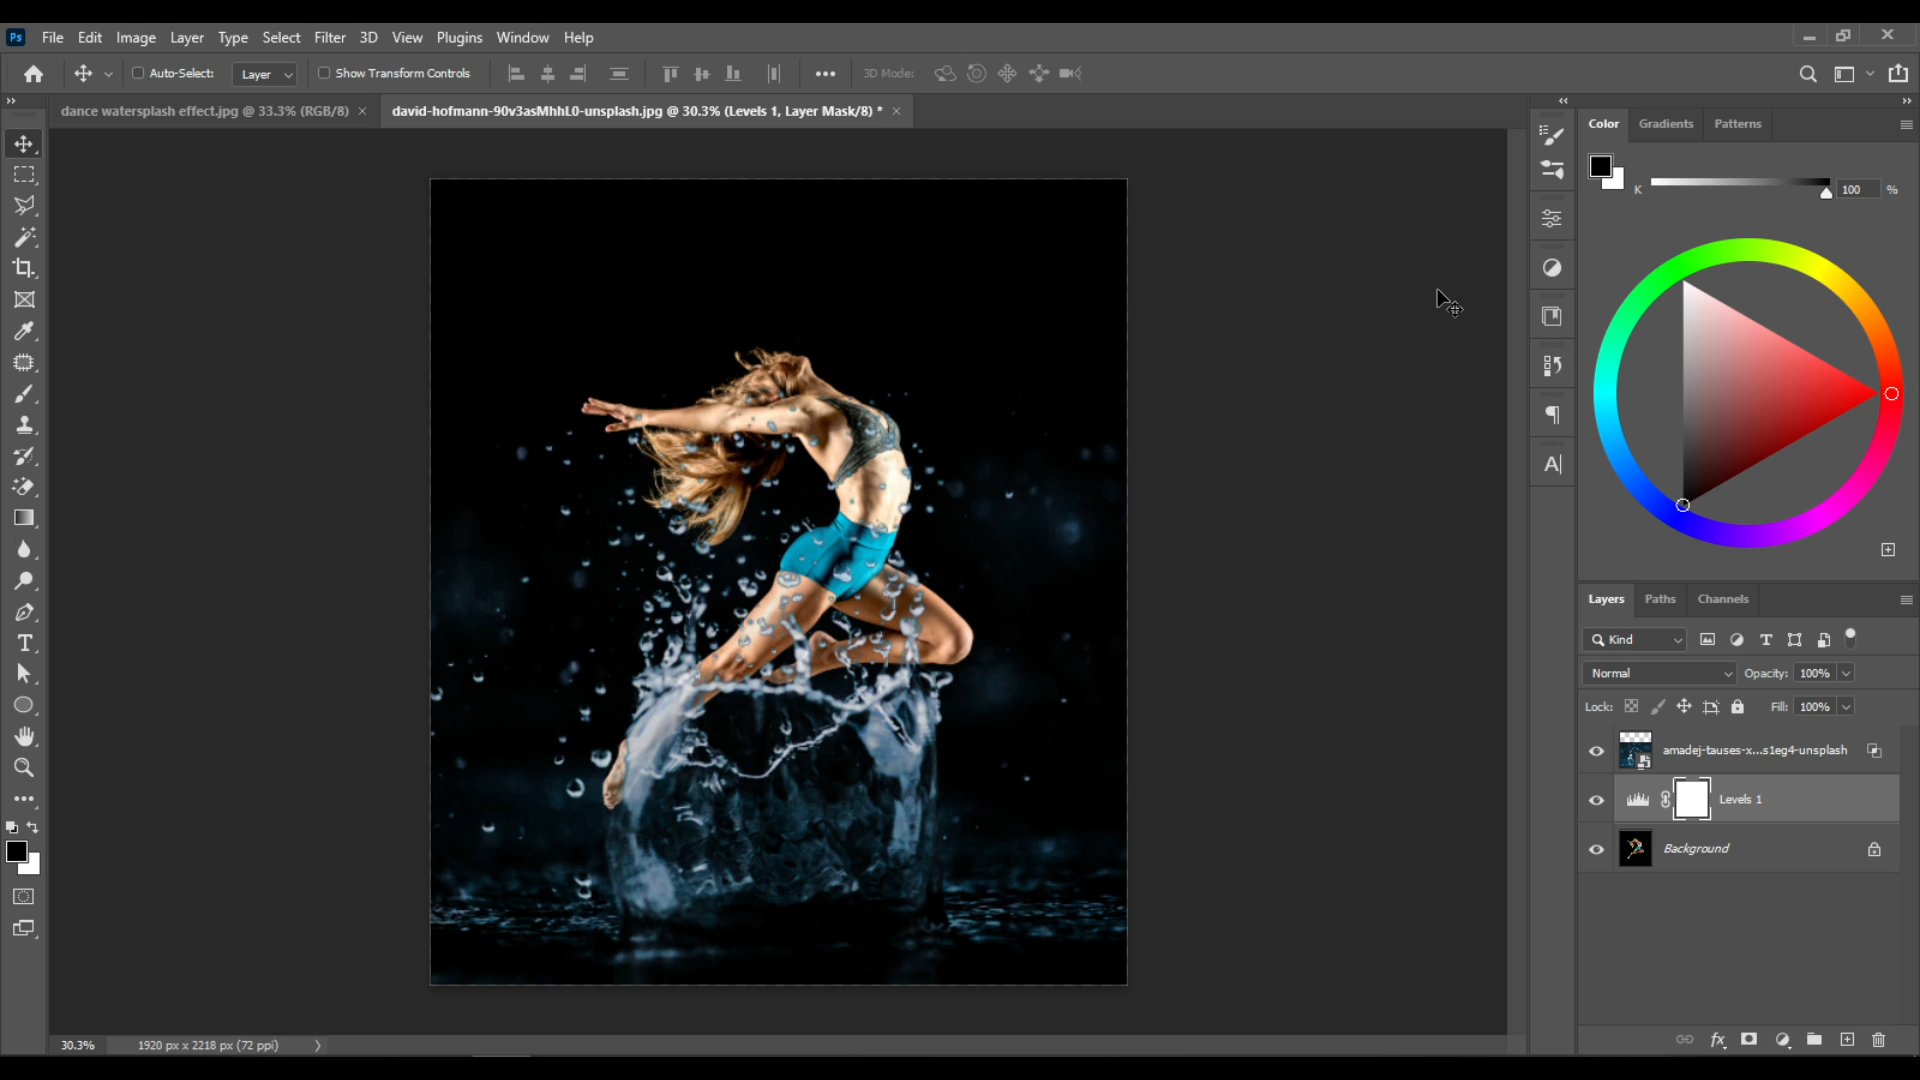 Ps File Edit Image Layer Type Select Filter 3D View Plugins Window Help
Auto-Select: Layer Show Transform Controls 3D Mode:
dance watersplash effect.jpg @ 33.3% (RGB/8) × david-hofmann-90v3asMhhL0-unsplash.jpg @ 30.3% (Levels 1, Layer Mask/8) * ×
Color Gradients Patterns
K 100 %
Layers Paths Channels
Kind
Normal Opacity: 100%
Lock: Fill: 100%
amadej-tauses-x...s1eg4-unsplash
Levels 1
Background
fx
30.3% 1920 px x 2218 px (72 ppi)